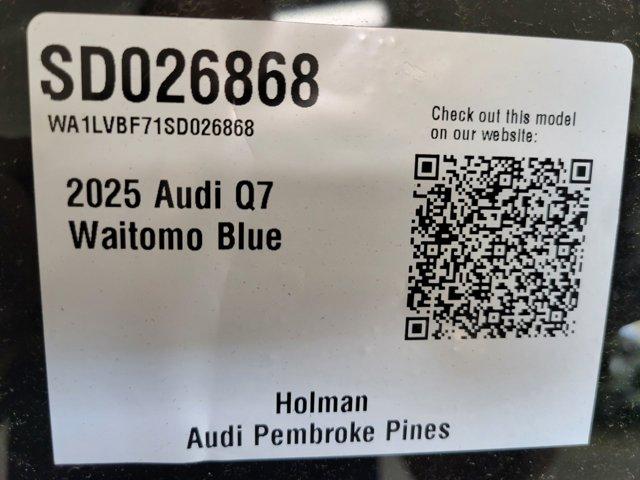 SD026868
WA1LVBF71SD026868
Check out this model
on our website:
2025 Audi Q7
Waitomo Blue
Holman
Audi Pembroke Pines